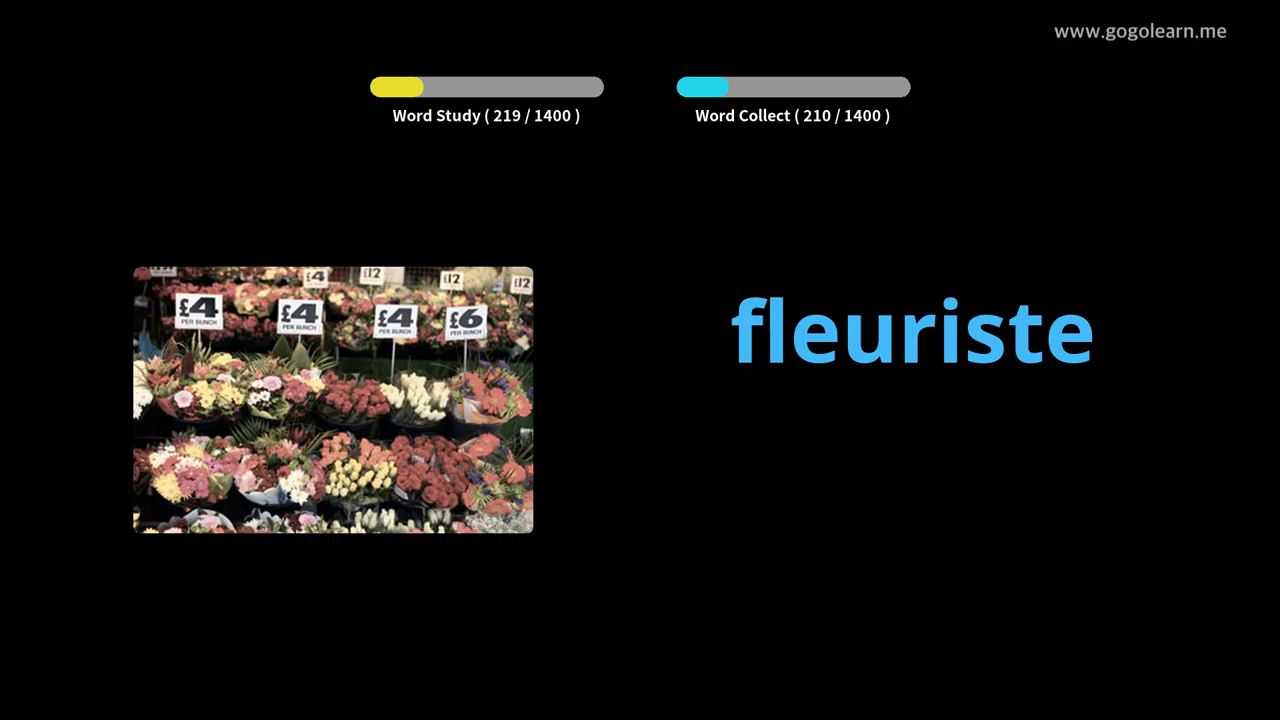 www.gogolearn.me
Word Study ( 219 / 1400 )
Word Collect ( 210 / 1400 )
fleuriste
£4
£12
£12
£12
£4
PER BUNCH
£4
PER BUNCH
£4
PER BUNCH
£6
PER BUNCH